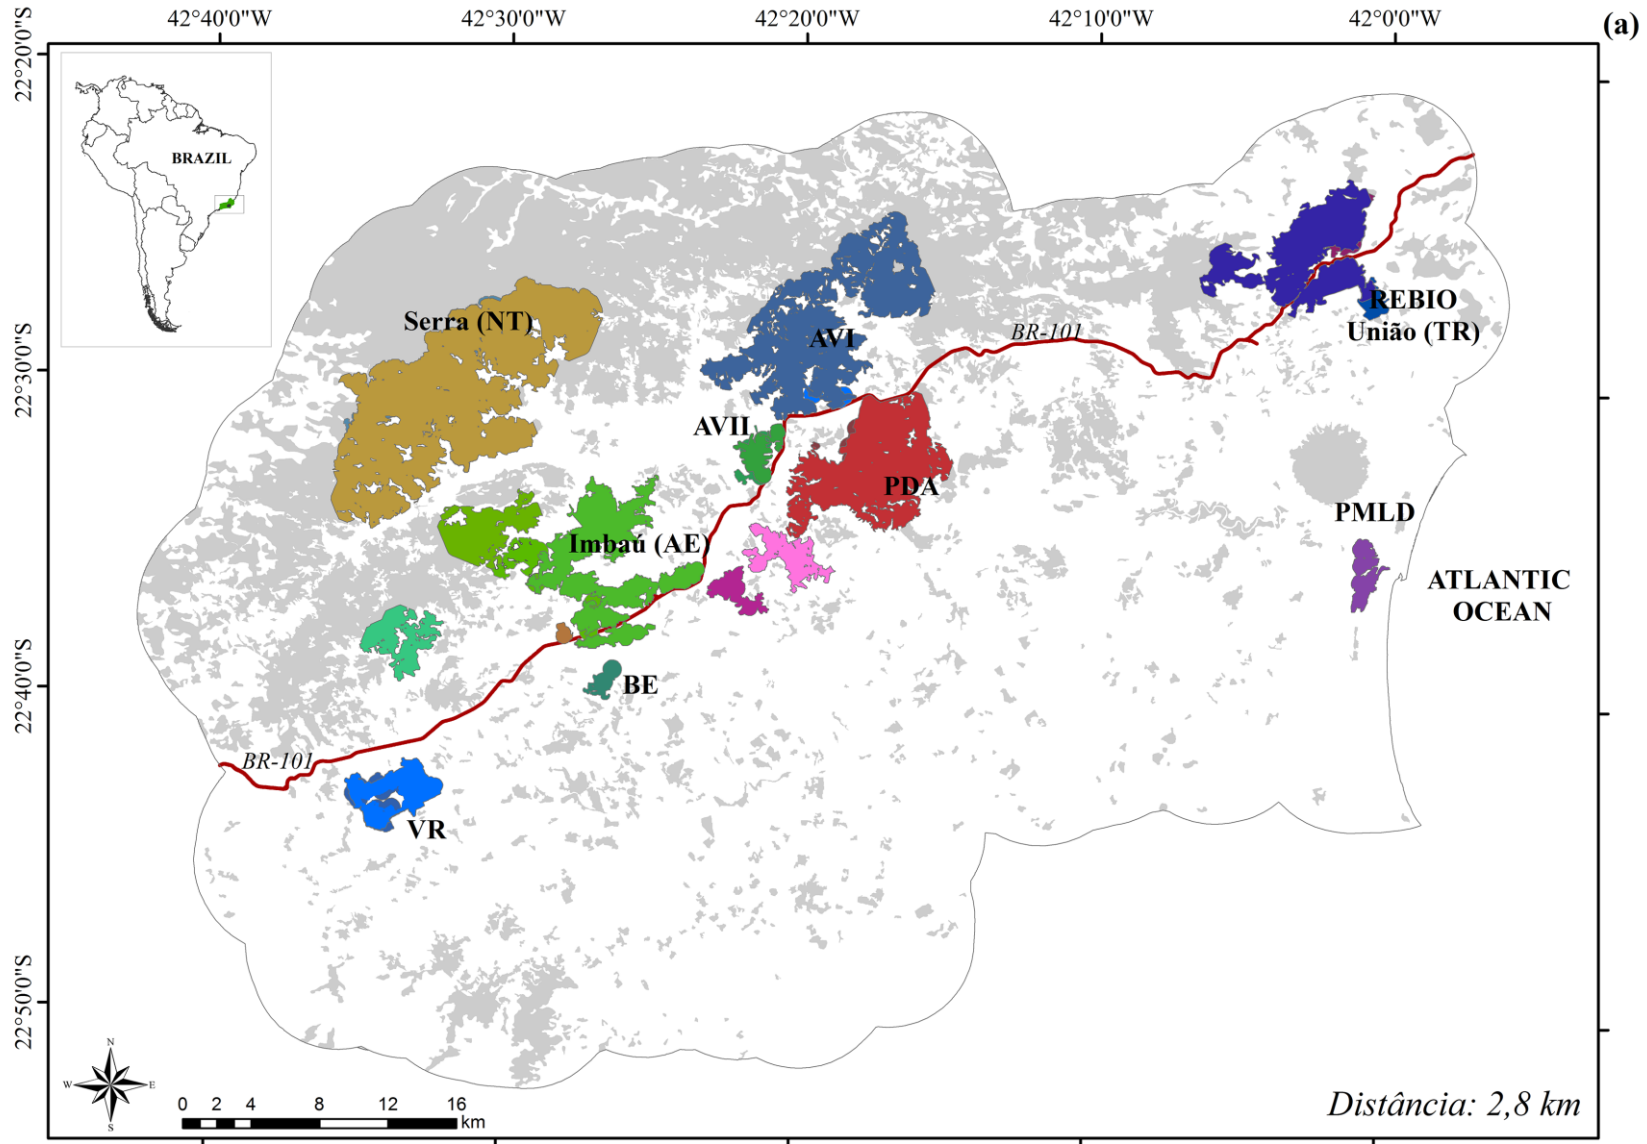 42°40'0"W 42°30'0"W 42°20'0"W 42°10'0"W 42°0'0"W
(a)
22°20'0"S
BRAZIL
REBIO
União (TR)
Serra (NT)
AVI
BR-101
22°30'0"S
AVII
PDA
PMLD
Imbaú (AE)
ATLANTIC
OCEAN
BE
22°40'0"S
BR-101
VR
22°50'0"S
N
W E
S
0 2 4 8 12 16
km
Distância: 2,8 km